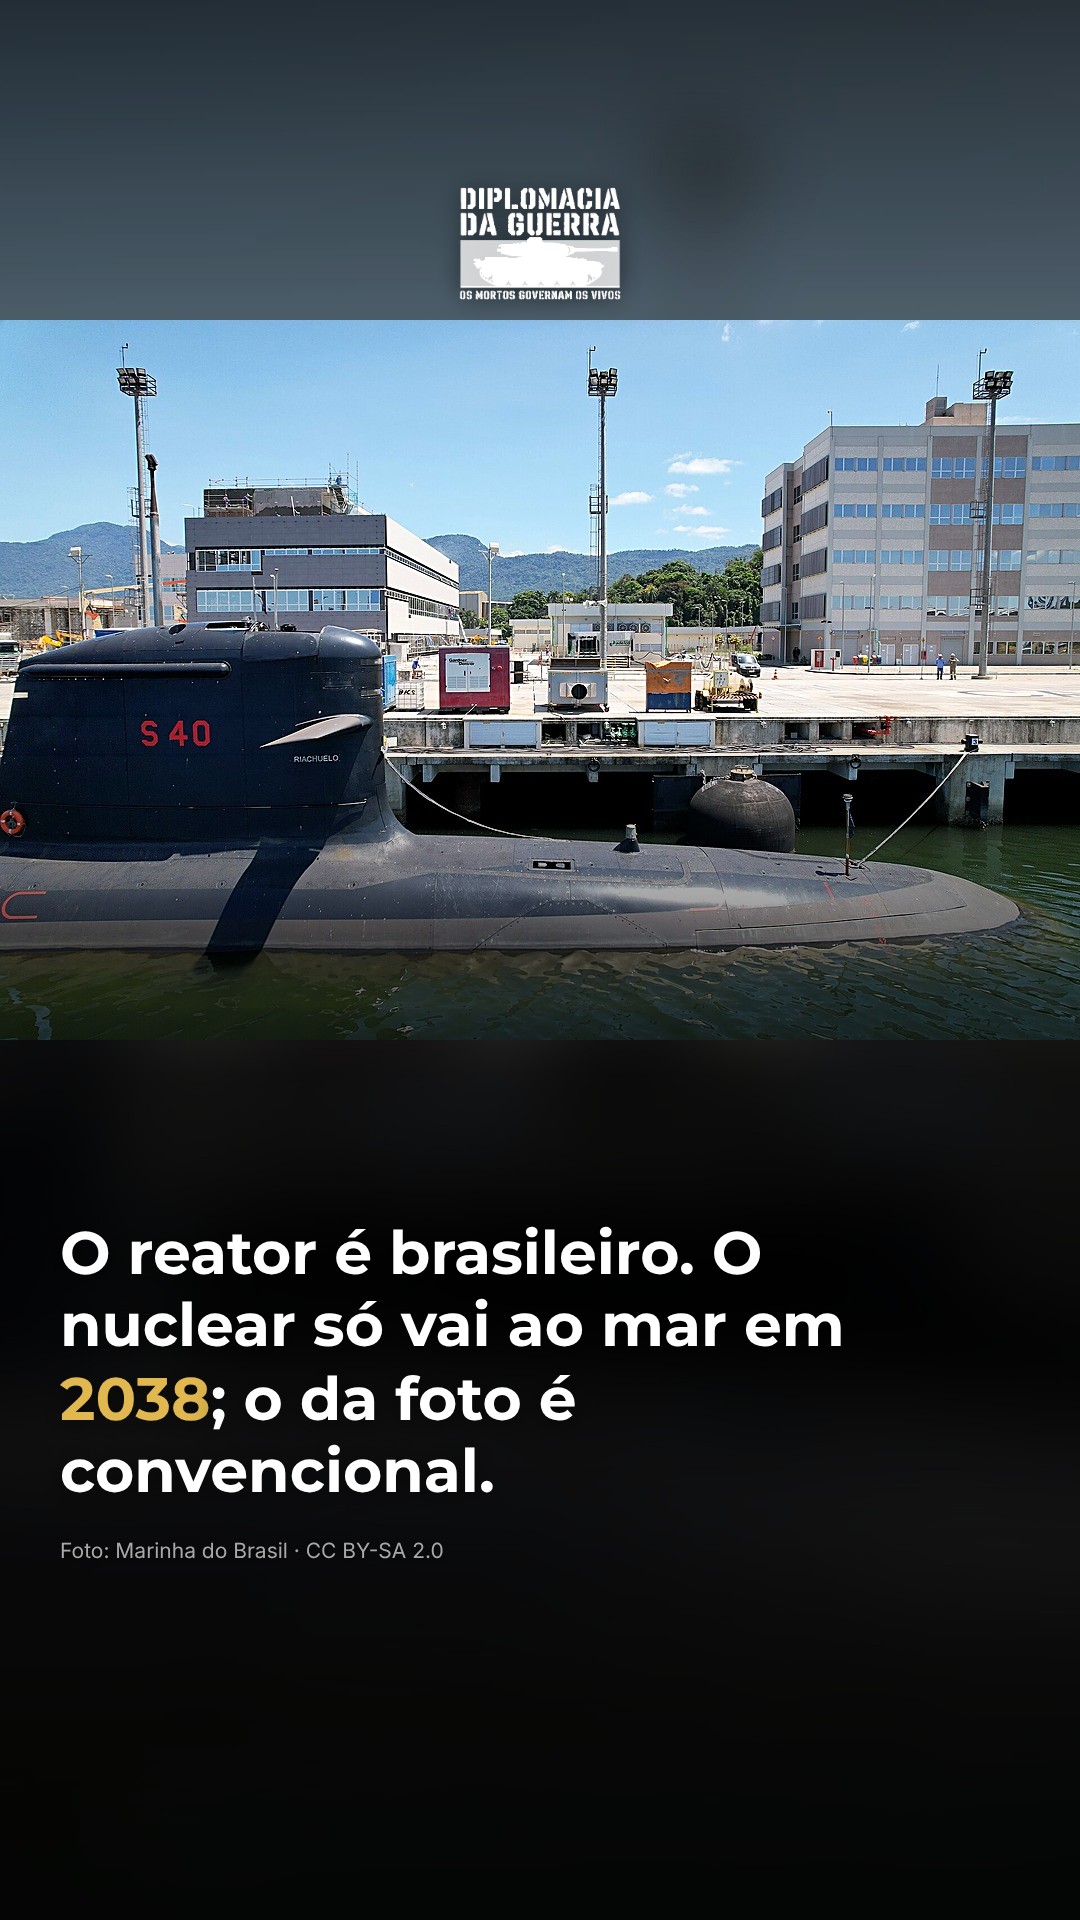 DIPLOMACIA
DA GUERRA
OS MORTOS GOVERNAM OS VIVOS
S 40
RIACHUELO
O reator é brasileiro. O
nuclear só vai ao mar em
2038; o da foto é
convencional.
Foto: Marinha do Brasil · CC BY-SA 2.0